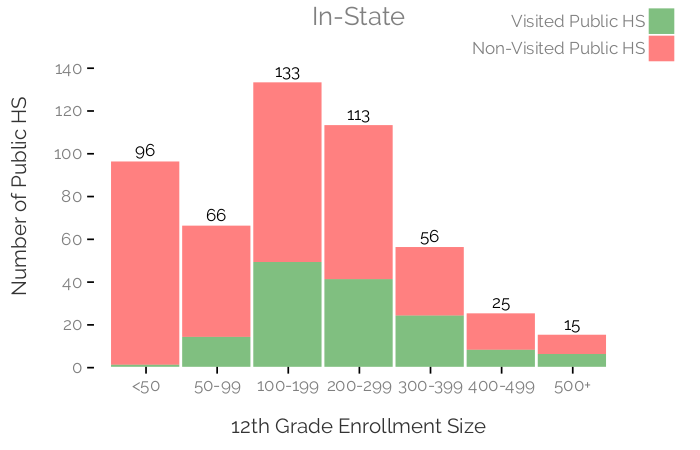 In-State
Visited Public HS
Non-Visited Public HS
Number of Public HS
140
120
100
80
60
40
20
0
96
66
133
113
56
25
15
<50 50-99 100-199 200-299 300-399 400-499 500+
12th Grade Enrollment Size